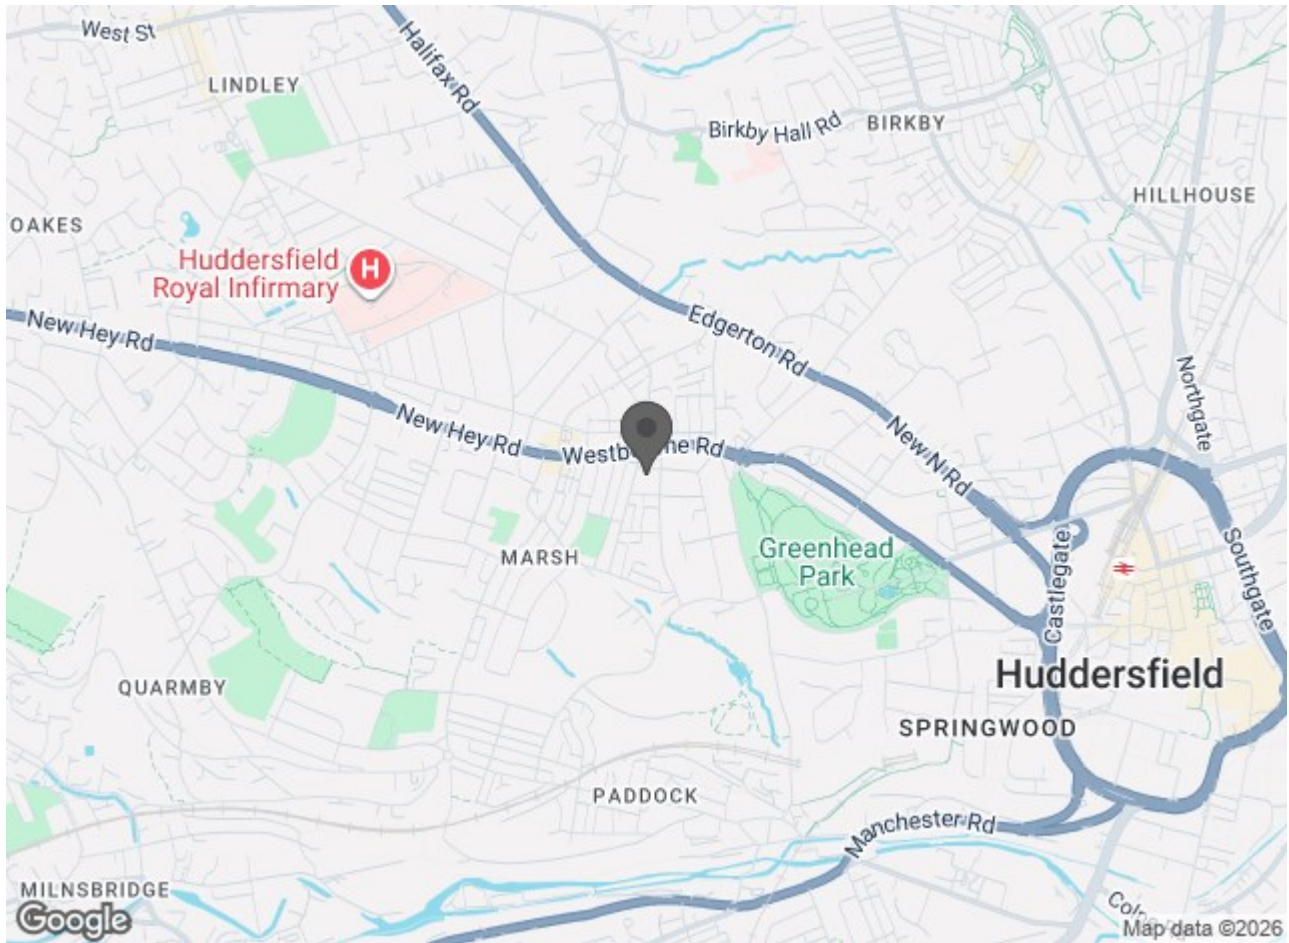 West St
Halifax Rd
LINDLEY
Birkby Hall Rd
BIRKBY
HILLHOUSE
OAKES
Huddersfield
Royal Infirmary
H
New Hey Rd
Edgerton Rd
Northgate
New Hey Rd
Westbourne Rd
New N Rd
MARSH
Greenhead
Park
Castlegate
Southgate
Huddersfield
QUARMBY
SPRINGWOOD
PADDOCK
Manchester Rd
MILNSBRIDGE
Google
Map data ©2026